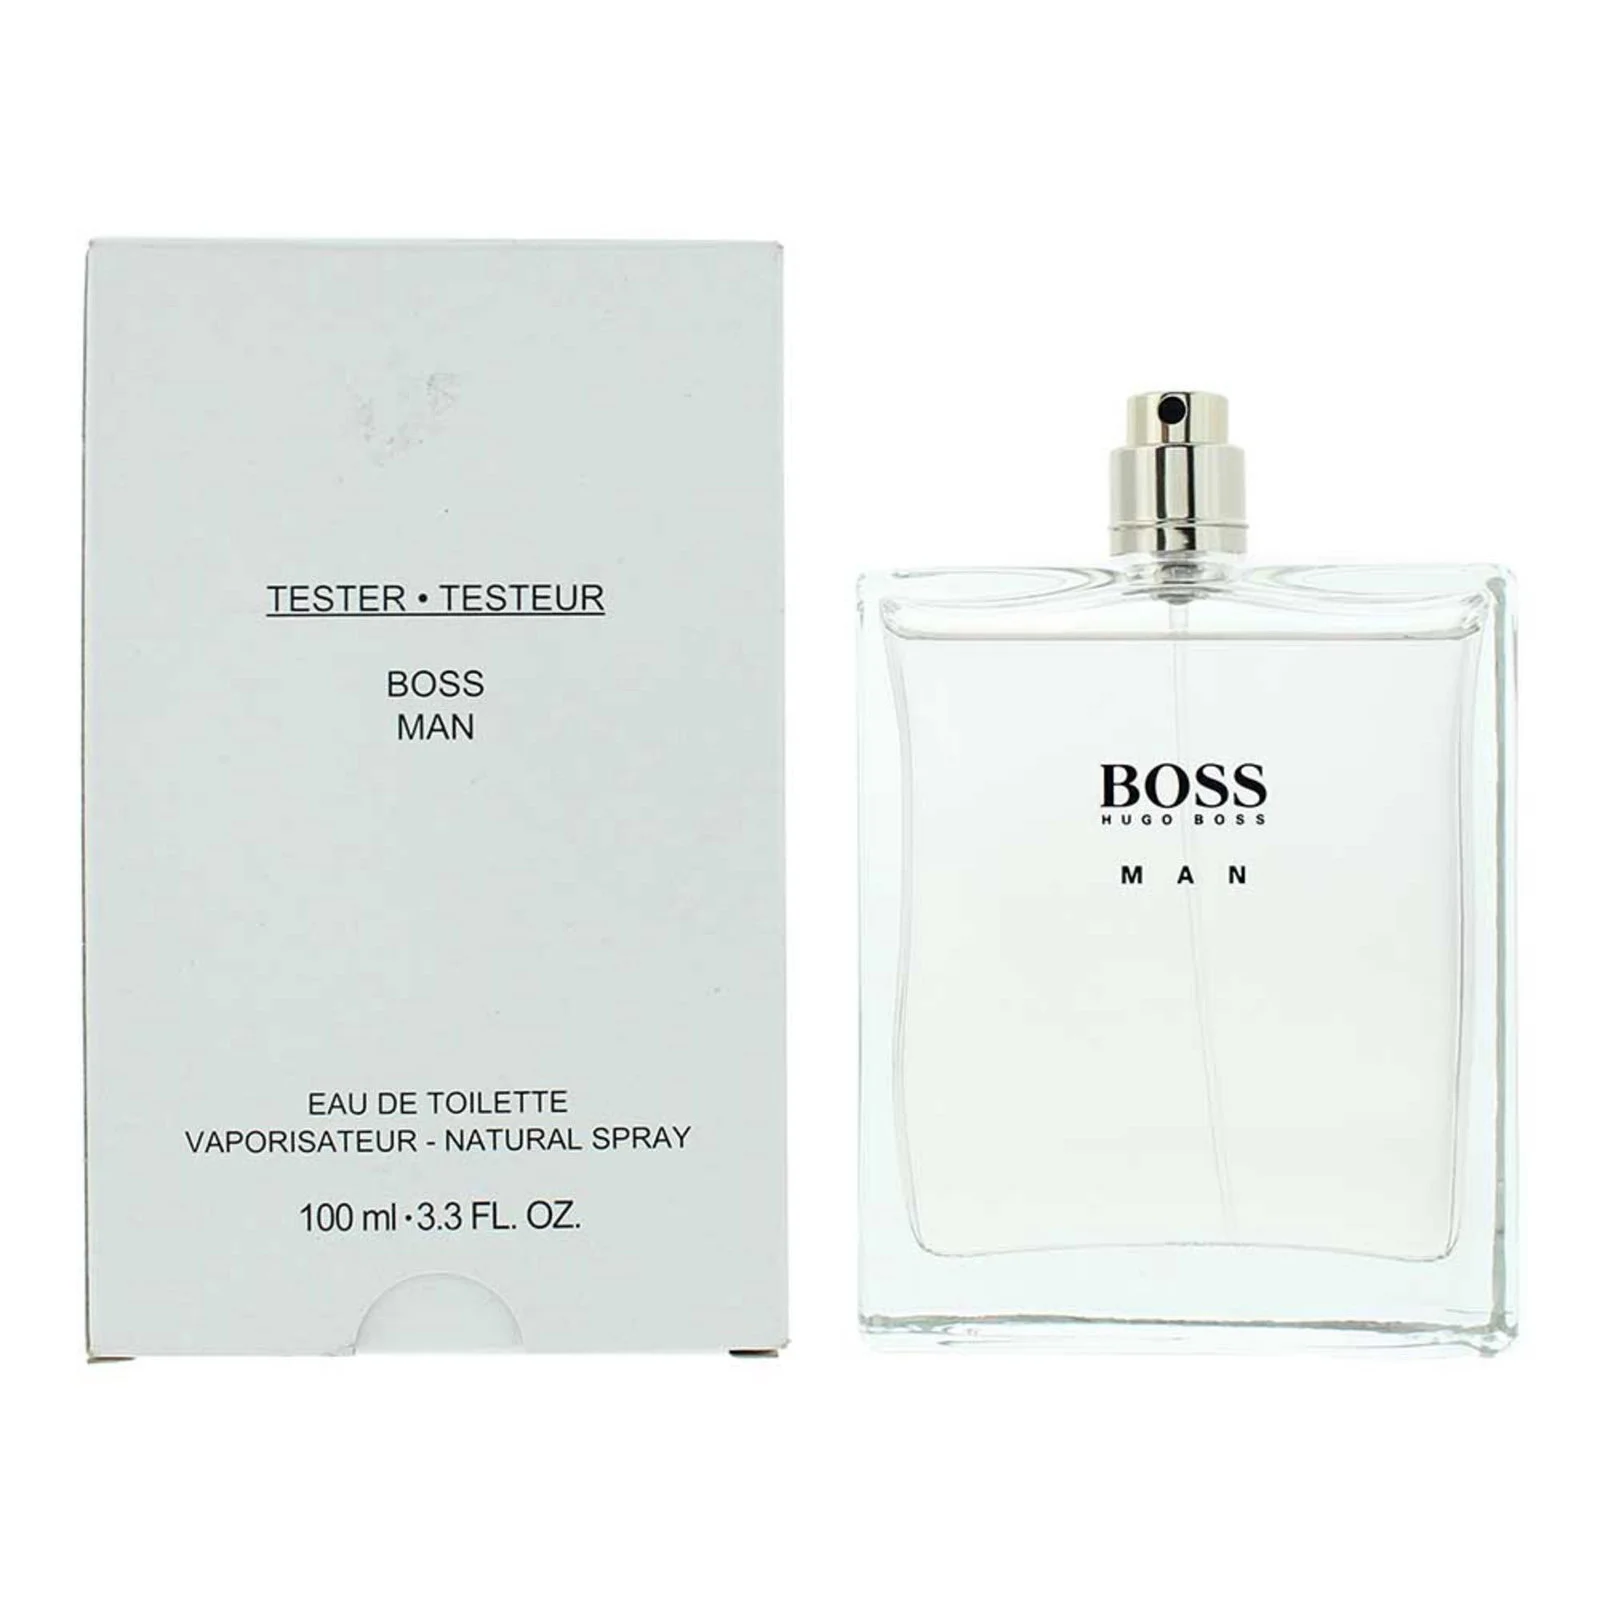 TESTER • TESTEUR
BOSS
MAN
EAU DE TOILETTE
VAPORISATEUR - NATURAL SPRAY
100 ml • 3.3 FL. OZ.
BOSS
HUGO BOSS
MAN